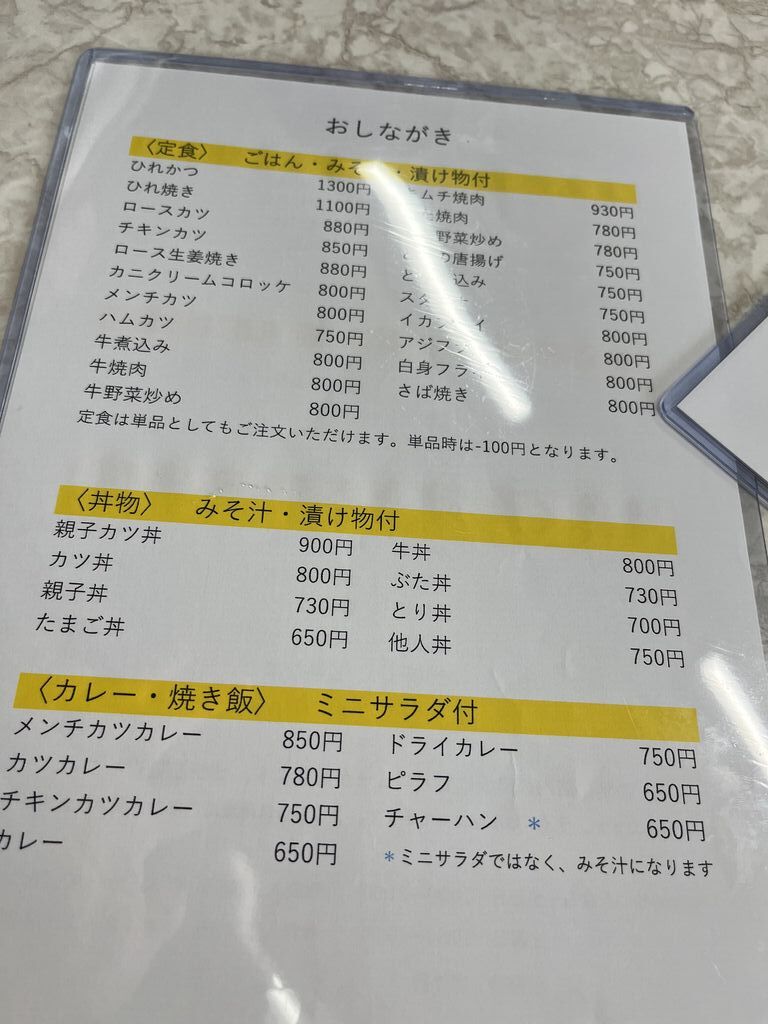 おしながき
〈定食〉 ごはん・みそ・漬け物付
ひれかつ 1300円
ひれ焼き 1100円
ロースカツ 880円
チキンカツ 850円
ロース生姜焼き 880円
カニクリームコロッケ 800円
メンチカツ 800円
ハムカツ 750円
牛煮込み 800円
牛焼肉 800円
牛野菜炒め 800円
キムチ焼肉 930円
焼肉 780円
野菜炒め 780円
唐揚げ 750円
込み 750円
750円
800円
800円
白身フライ 800円
さば焼き 800円
定食は単品としてもご注文いただけます。単品時は-100円となります。
〈丼物〉 みそ汁・漬け物付
親子カツ丼 900円
カツ丼 800円
親子丼 730円
たまご丼 650円
牛丼 800円
ぶた丼 730円
とり丼 700円
他人丼 750円
〈カレー・焼き飯〉 ミニサラダ付
メンチカツカレー 850円
カツカレー 780円
チキンカツカレー 750円
カレー 650円
ドライカレー 750円
ピラフ 650円
チャーハン * 650円
*ミニサラダではなく、みそ汁になります